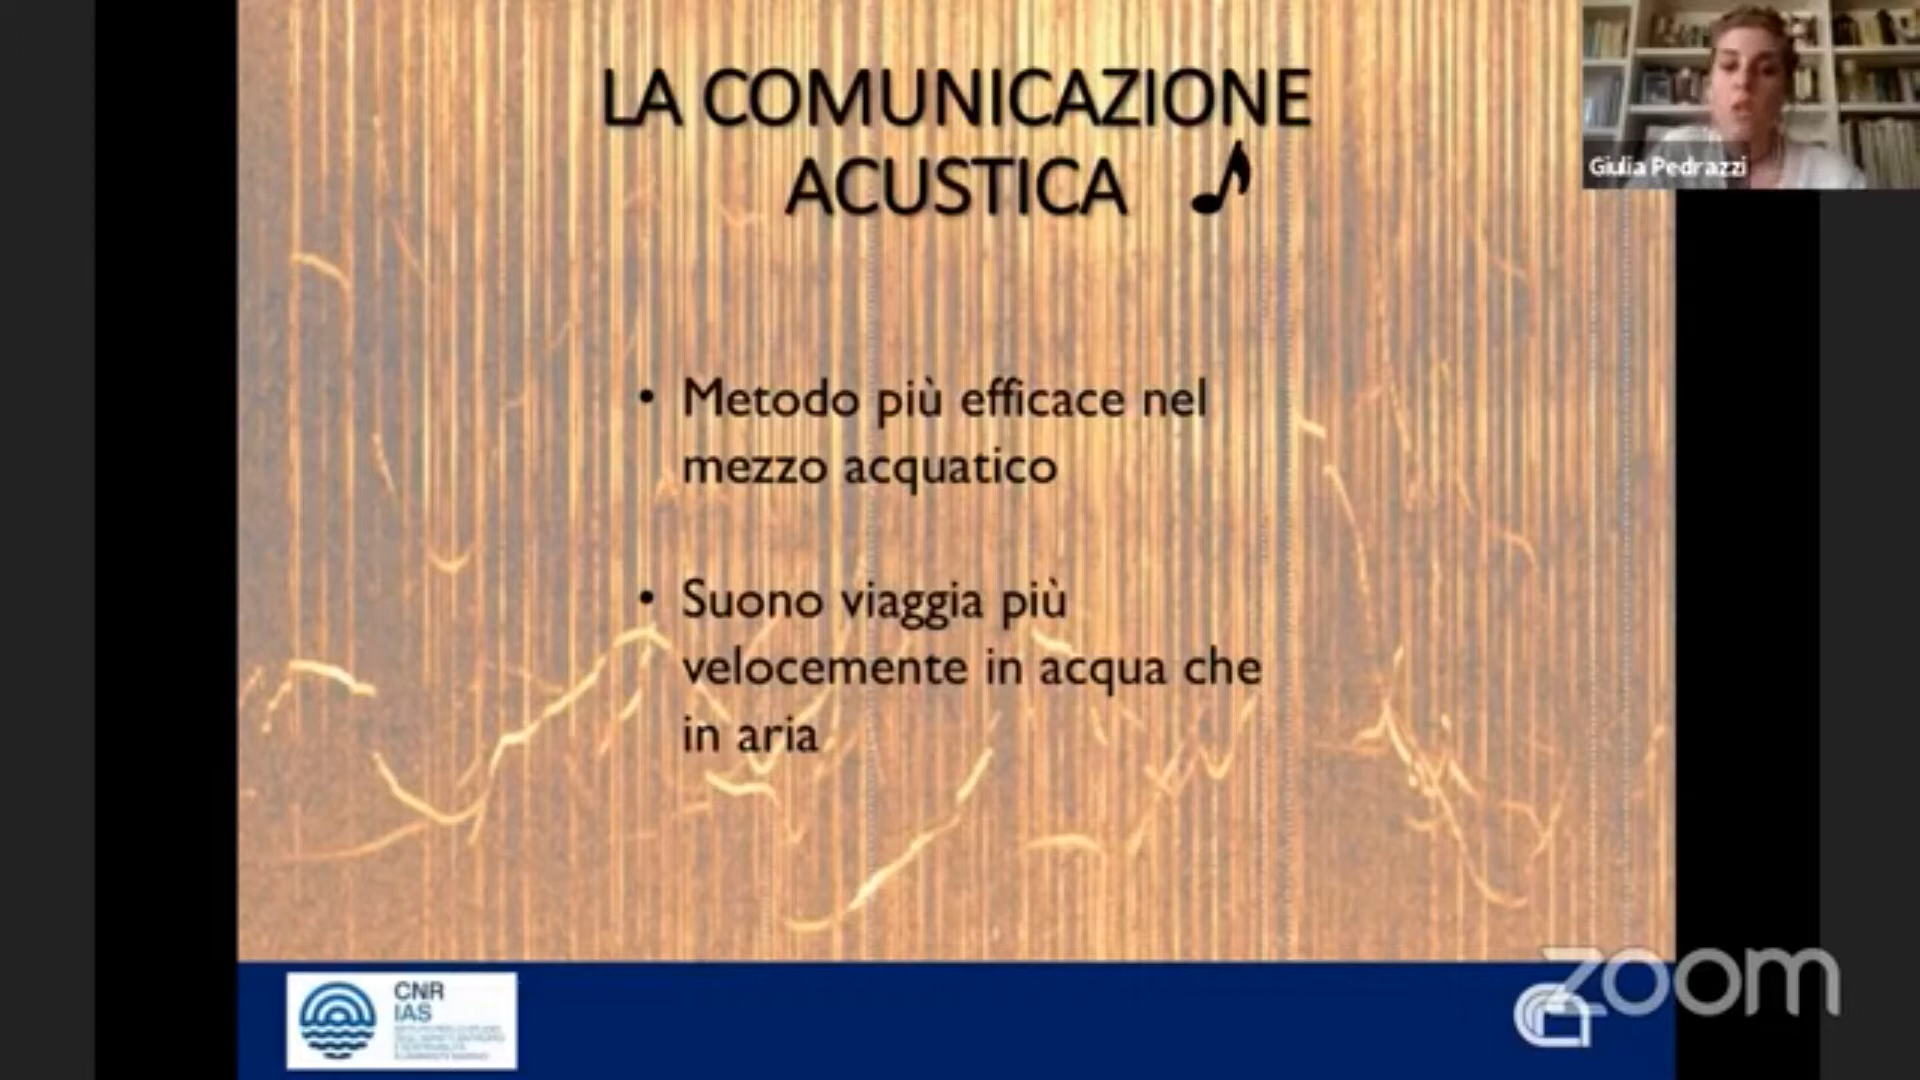 LA COMUNICAZIONE
ACUSTICA
Giulia Pedrazzi
• Metodo più efficace nel
mezzo acquatico
• Suono viaggia più
velocemente in acqua che
in aria
CNR
IAS
zoom